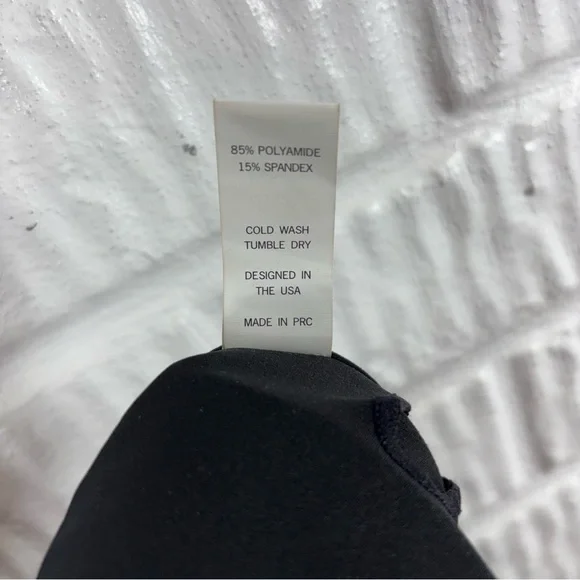 85% POLYAMIDE
15% SPANDEX
COLD WASH
TUMBLE DRY
DESIGNED IN
THE USA
MADE IN PRC